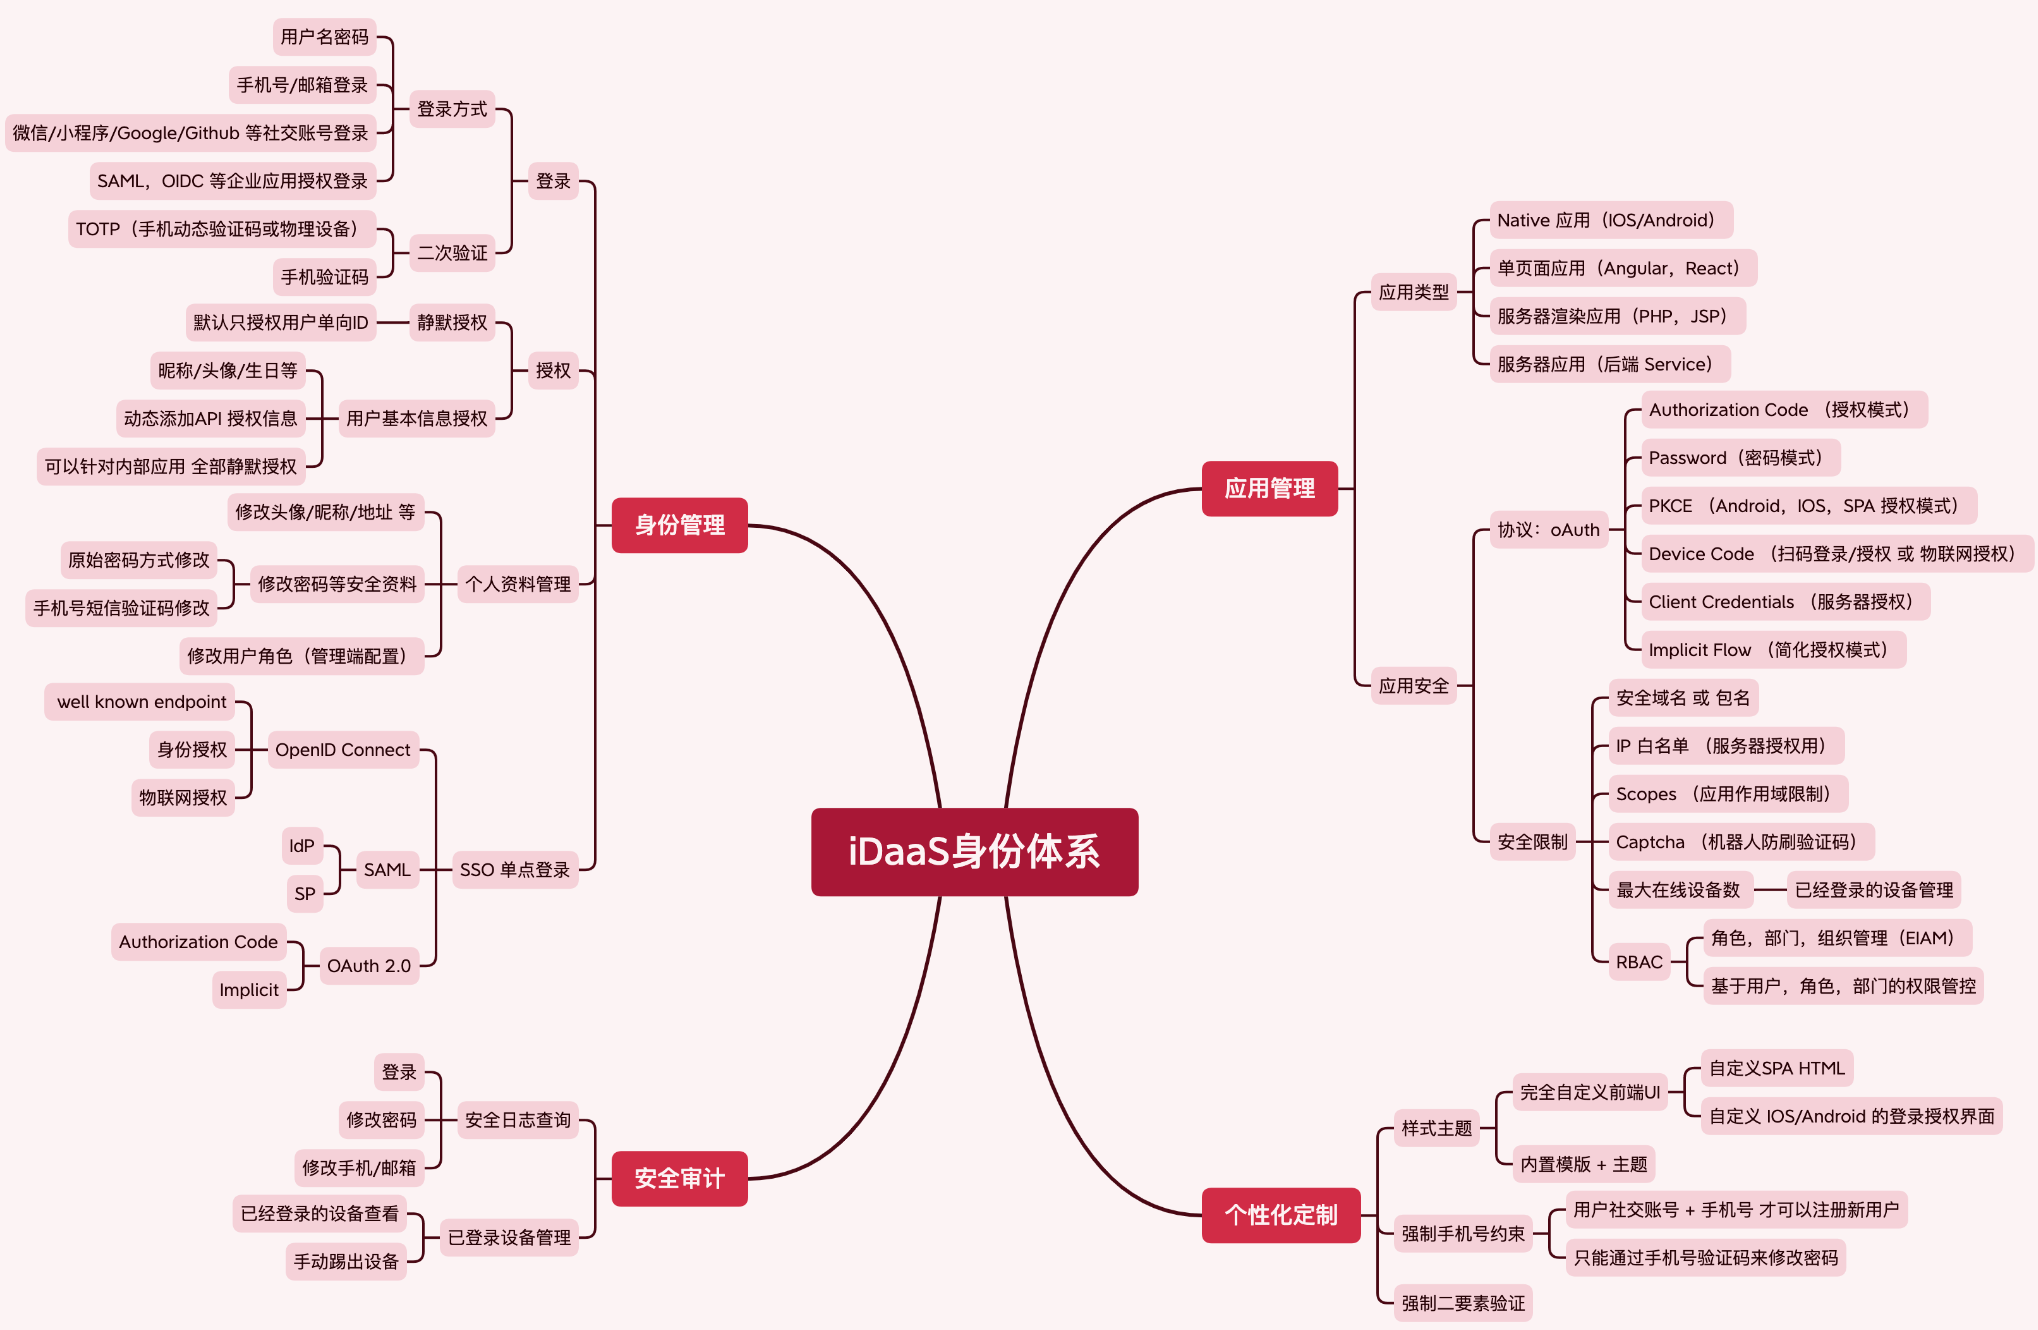 iDaaS身份体系
身份管理
登录
登录方式
用户名密码
手机号/邮箱登录
微信/小程序/Google/Github 等社交账号登录
SAML，OIDC 等企业应用授权登录
二次验证
TOTP（手机动态验证码或物理设备）
手机验证码
授权
静默授权
默认只授权用户单向ID
用户基本信息授权
昵称/头像/生日等
动态添加API 授权信息
可以针对内部应用 全部静默授权
个人资料管理
修改头像/昵称/地址 等
修改密码等安全资料
原始密码方式修改
手机号短信验证码修改
修改用户角色（管理端配置）
SSO 单点登录
OpenID Connect
well known endpoint
身份授权
物联网授权
SAML
IdP
SP
OAuth 2.0
Authorization Code
Implicit
安全审计
安全日志查询
登录
修改密码
修改手机/邮箱
已登录设备管理
已经登录的设备查看
手动踢出设备
应用管理
应用类型
Native 应用（IOS/Android）
单页面应用（Angular，React）
服务器渲染应用（PHP，JSP）
服务器应用（后端 Service）
应用安全
协议：oAuth
Authorization Code （授权模式）
Password（密码模式）
PKCE （Android，IOS，SPA 授权模式）
Device Code （扫码登录/授权 或 物联网授权）
Client Credentials （服务器授权）
Implicit Flow （简化授权模式）
安全限制
安全域名 或 包名
IP 白名单 （服务器授权用）
Scopes （应用作用域限制）
Captcha （机器人防刷验证码）
最大在线设备数
已经登录的设备管理
RBAC
角色，部门，组织管理（EIAM）
基于用户，角色，部门的权限管控
个性化定制
样式主题
完全自定义前端UI
自定义SPA HTML
自定义 IOS/Android 的登录授权界面
内置模版 + 主题
强制手机号约束
用户社交账号 + 手机号 才可以注册新用户
只能通过手机号验证码来修改密码
强制二要素验证